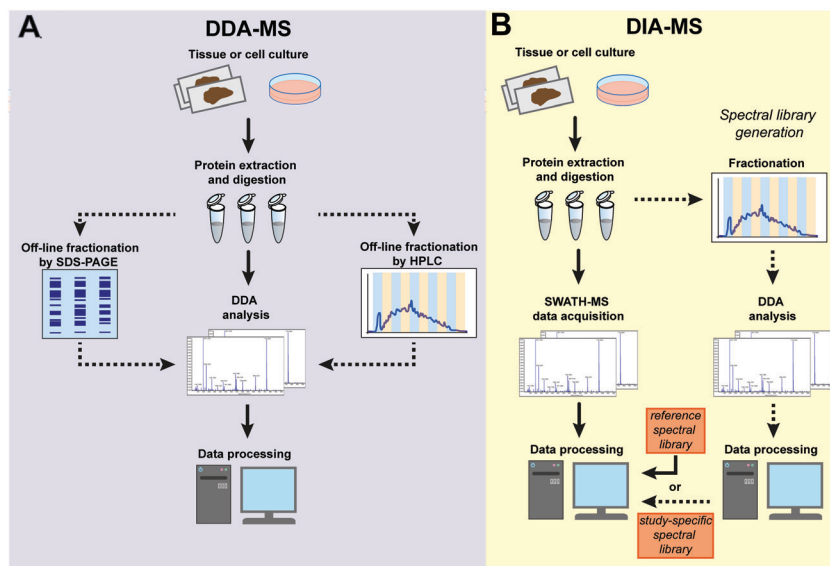 A
DDA-MS
Tissue or cell culture
Protein extraction
and digestion
Off-line fractionation
by SDS-PAGE
Off-line fractionation
by HPLC
DDA
analysis
Data processing
B
DIA-MS
Tissue or cell culture
Spectral library
generation
Protein extraction
and digestion
Fractionation
SWATH-MS
data acquisition
DDA
analysis
reference
spectral
library
Data processing
Data processing
or
study-specific
spectral
library